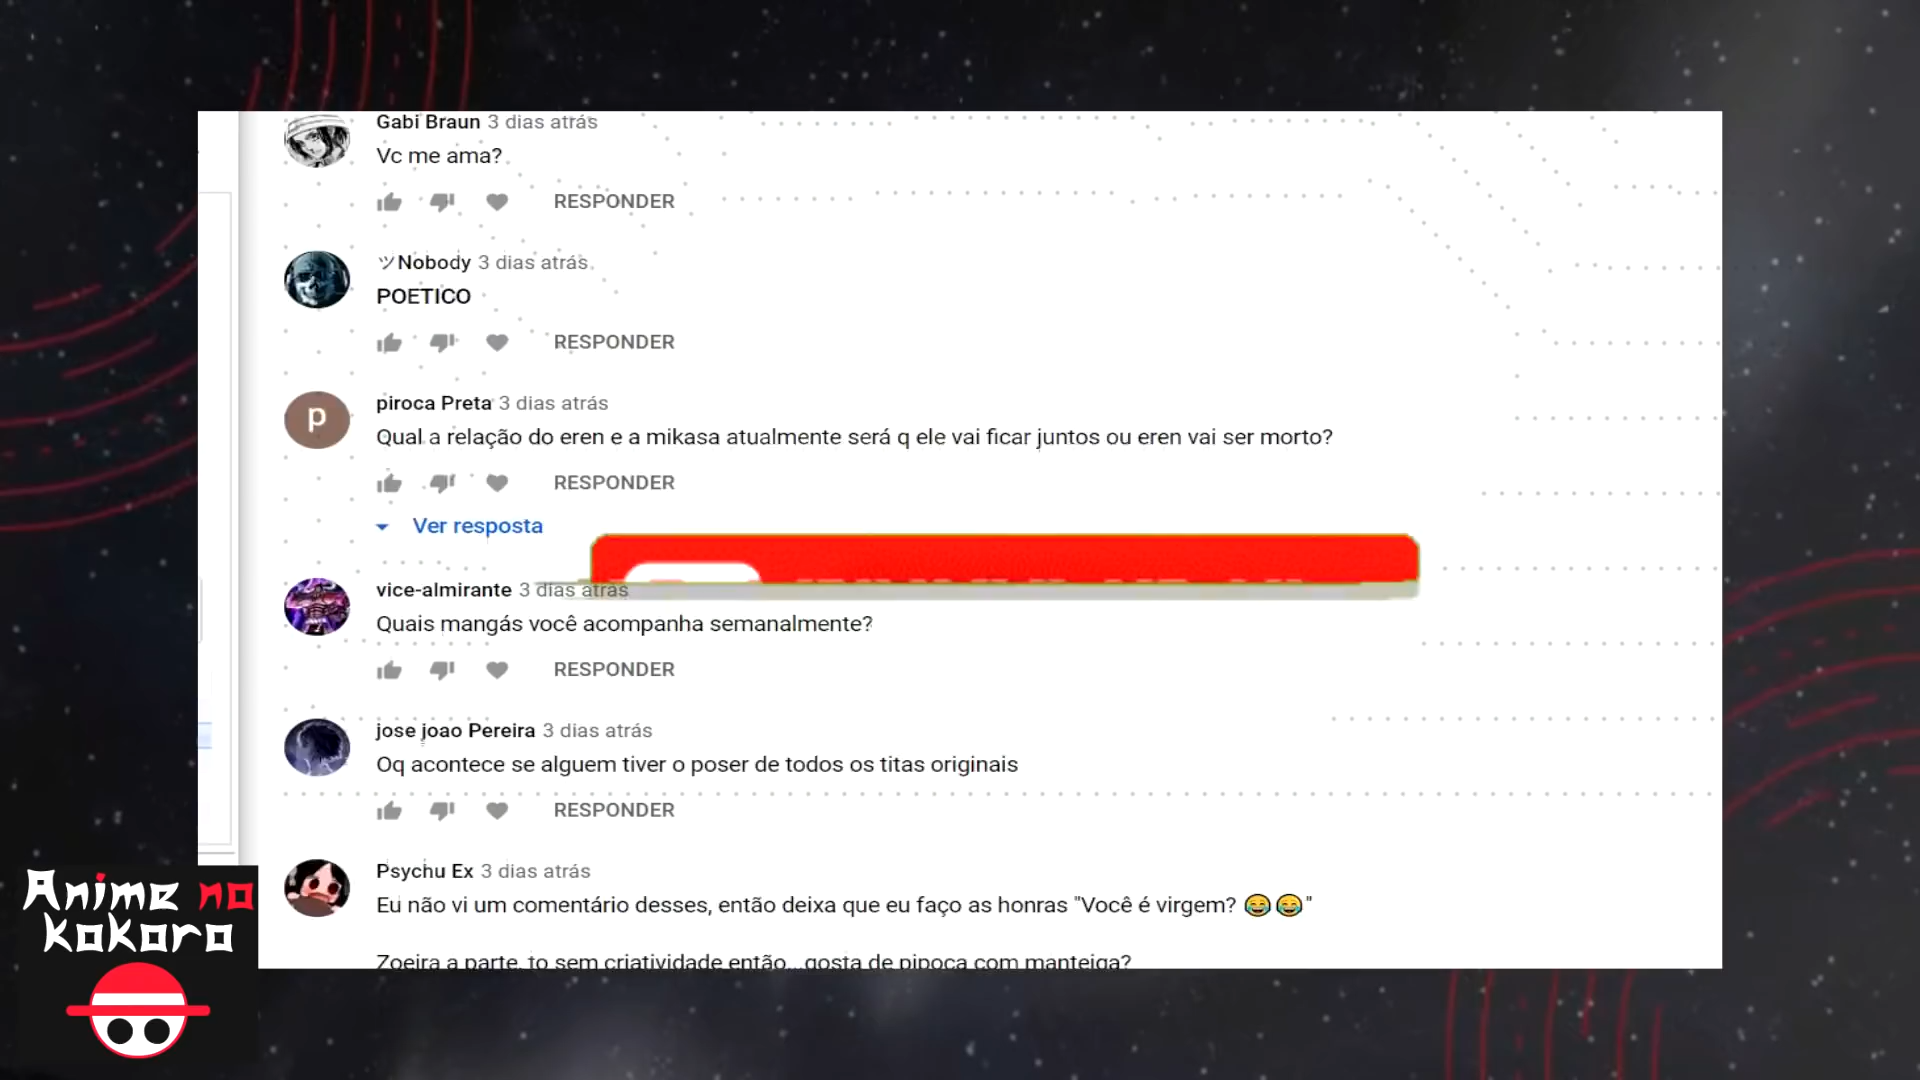 Gabi Braun 3 dias atrás
Vc me ama?
RESPONDER
ツNobody 3 dias atrás
POETICO
RESPONDER
P
piroca Preta 3 dias atrás
Qual a relação do eren e a mikasa atualmente será q ele vai ficar juntos ou eren vai ser morto?
RESPONDER
Ver resposta
vice-almirante 3 dias atrás
Quais mangás você acompanha semanalmente?
RESPONDER
jose joao Pereira 3 dias atrás
Oq acontece se alguem tiver o poser de todos os titas originais
RESPONDER
Psychu Ex 3 dias atrás
Eu não vi um comentário desses, então deixa que eu faço as honras "Você é virgem? 😂😂"
Zoeira a parte, to sem criatividade então...gosta de pipoca com manteiga?
Anime no
kokoro